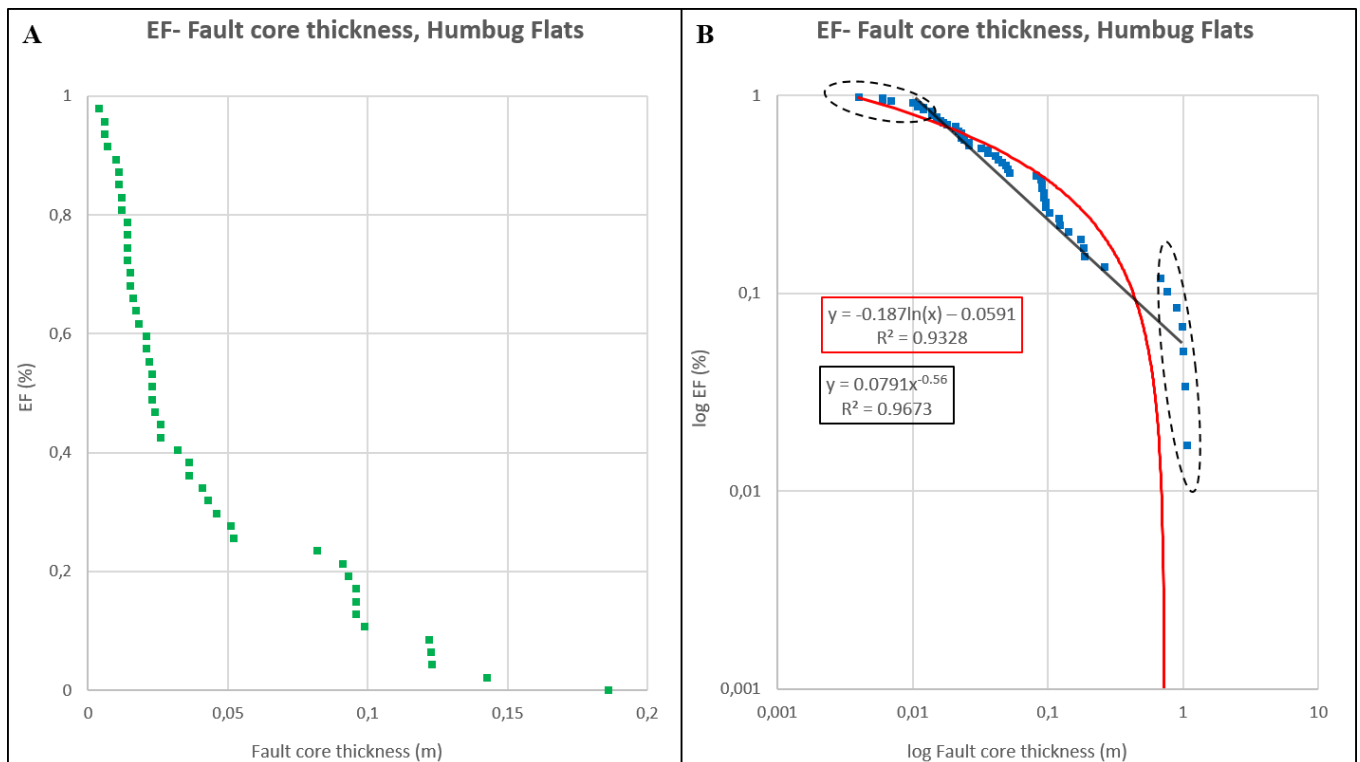 A
EF- Fault core thickness, Humbug Flats
1
0,8
0,6
0,4
0,2
0
EF (%)
0
0,05
0,1
0,15
0,2
Fault core thickness (m)
B
EF- Fault core thickness, Humbug Flats
1
0,1
0,01
0,001
log EF (%)
y = -0.187ln(x) – 0.0591
R² = 0.9328
y = 0.0791x⁻⁰·⁵⁶
R² = 0.9673
0,001
0,01
0,1
1
10
log Fault core thickness (m)